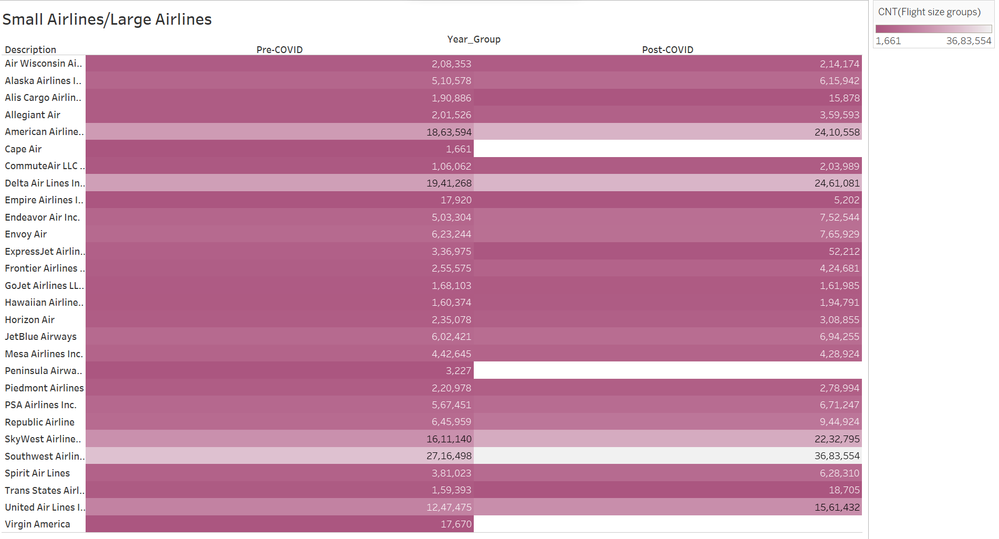 Small Airlines/Large Airlines
CNT(Flight size groups)
1,661 36,83,554
Year_Group
Description Pre-COVID Post-COVID
Air Wisconsin Ai.. 2,08,353 2,14,174
Alaska Airlines I.. 5,10,578 6,15,942
Alis Cargo Airlin.. 1,90,886 15,878
Allegiant Air 2,01,526 3,59,593
American Airline.. 18,63,594 24,10,558
Cape Air 1,661
CommuteAir LLC .. 1,06,062 2,03,989
Delta Air Lines In.. 19,41,268 24,61,081
Empire Airlines I.. 17,920 5,202
Endeavor Air Inc. 5,03,304 7,52,544
Envoy Air 6,23,244 7,65,929
ExpressJet Airlin.. 3,36,975 52,212
Frontier Airlines .. 2,55,575 4,24,681
GoJet Airlines LL.. 1,68,103 1,61,985
Hawaiian Airline.. 1,60,374 1,94,791
Horizon Air 2,35,078 3,08,855
JetBlue Airways 6,02,421 6,94,255
Mesa Airlines Inc. 4,42,645 4,28,924
Peninsula Airwa.. 3,227
Piedmont Airlines 2,20,978 2,78,994
PSA Airlines Inc. 5,67,451 6,71,247
Republic Airline 6,45,959 9,44,924
SkyWest Airline.. 16,11,140 22,32,795
Southwest Airlin.. 27,16,498 36,83,554
Spirit Air Lines 3,81,023 6,28,310
Trans States Airl.. 1,59,393 18,705
United Air Lines I.. 12,47,475 15,61,432
Virgin America 17,670